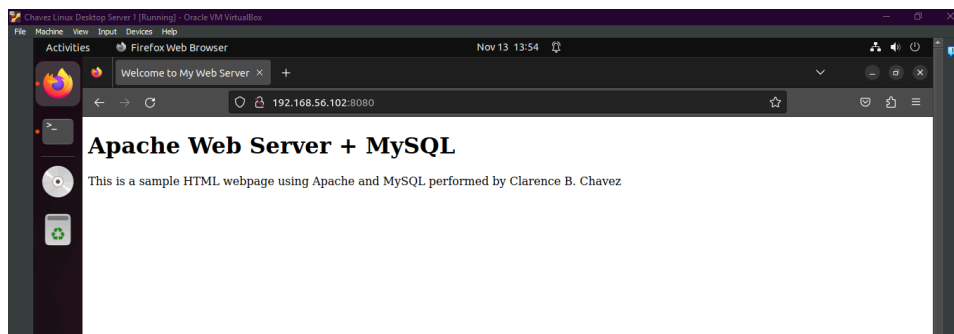 Chavez Linux Desktop Server 1 [Running] - Oracle VM VirtualBox
File Machine View Input Devices Help
Activities Firefox Web Browser Nov 13 13:54
Welcome to My Web Server × +
192.168.56.102:8080
Apache Web Server + MySQL
This is a sample HTML webpage using Apache and MySQL performed by Clarence B. Chavez